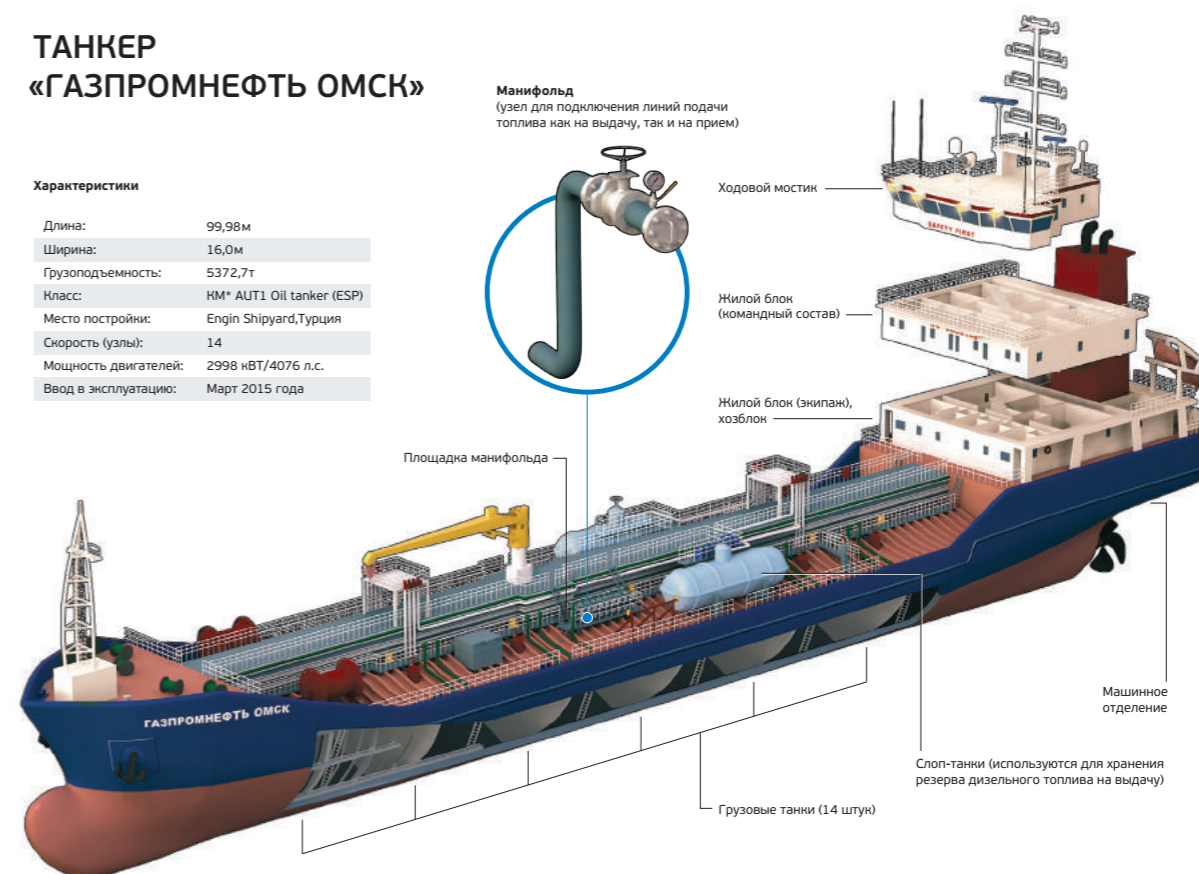 ТАНКЕР
«ГАЗПРОМНЕФТЬ ОМСК»
Характеристики
Длина: 99,98м
Ширина: 16,0м
Грузоподъемность: 5372,7т
Класс: КМ* AUT1 Oil tanker (ESP)
Место постройки: Engin Shipyard,Турция
Скорость (узлы): 14
Мощность двигателей: 2998 кВТ/4076 л.с.
Ввод в эксплуатацию: Март 2015 года
Манифольд
(узел для подключения линий подачи
топлива как на выдачу, так и на прием)
Ходовой мостик
SAFETY FIRST
Жилой блок
(командный состав)
Жилой блок (экипаж),
хозблок
Площадка манифольда
ГАЗПРОМНЕФТЬ ОМСК
Машинное
отделение
Слоп-танки (используются для хранения
резерва дизельного топлива на выдачу)
Грузовые танки (14 штук)